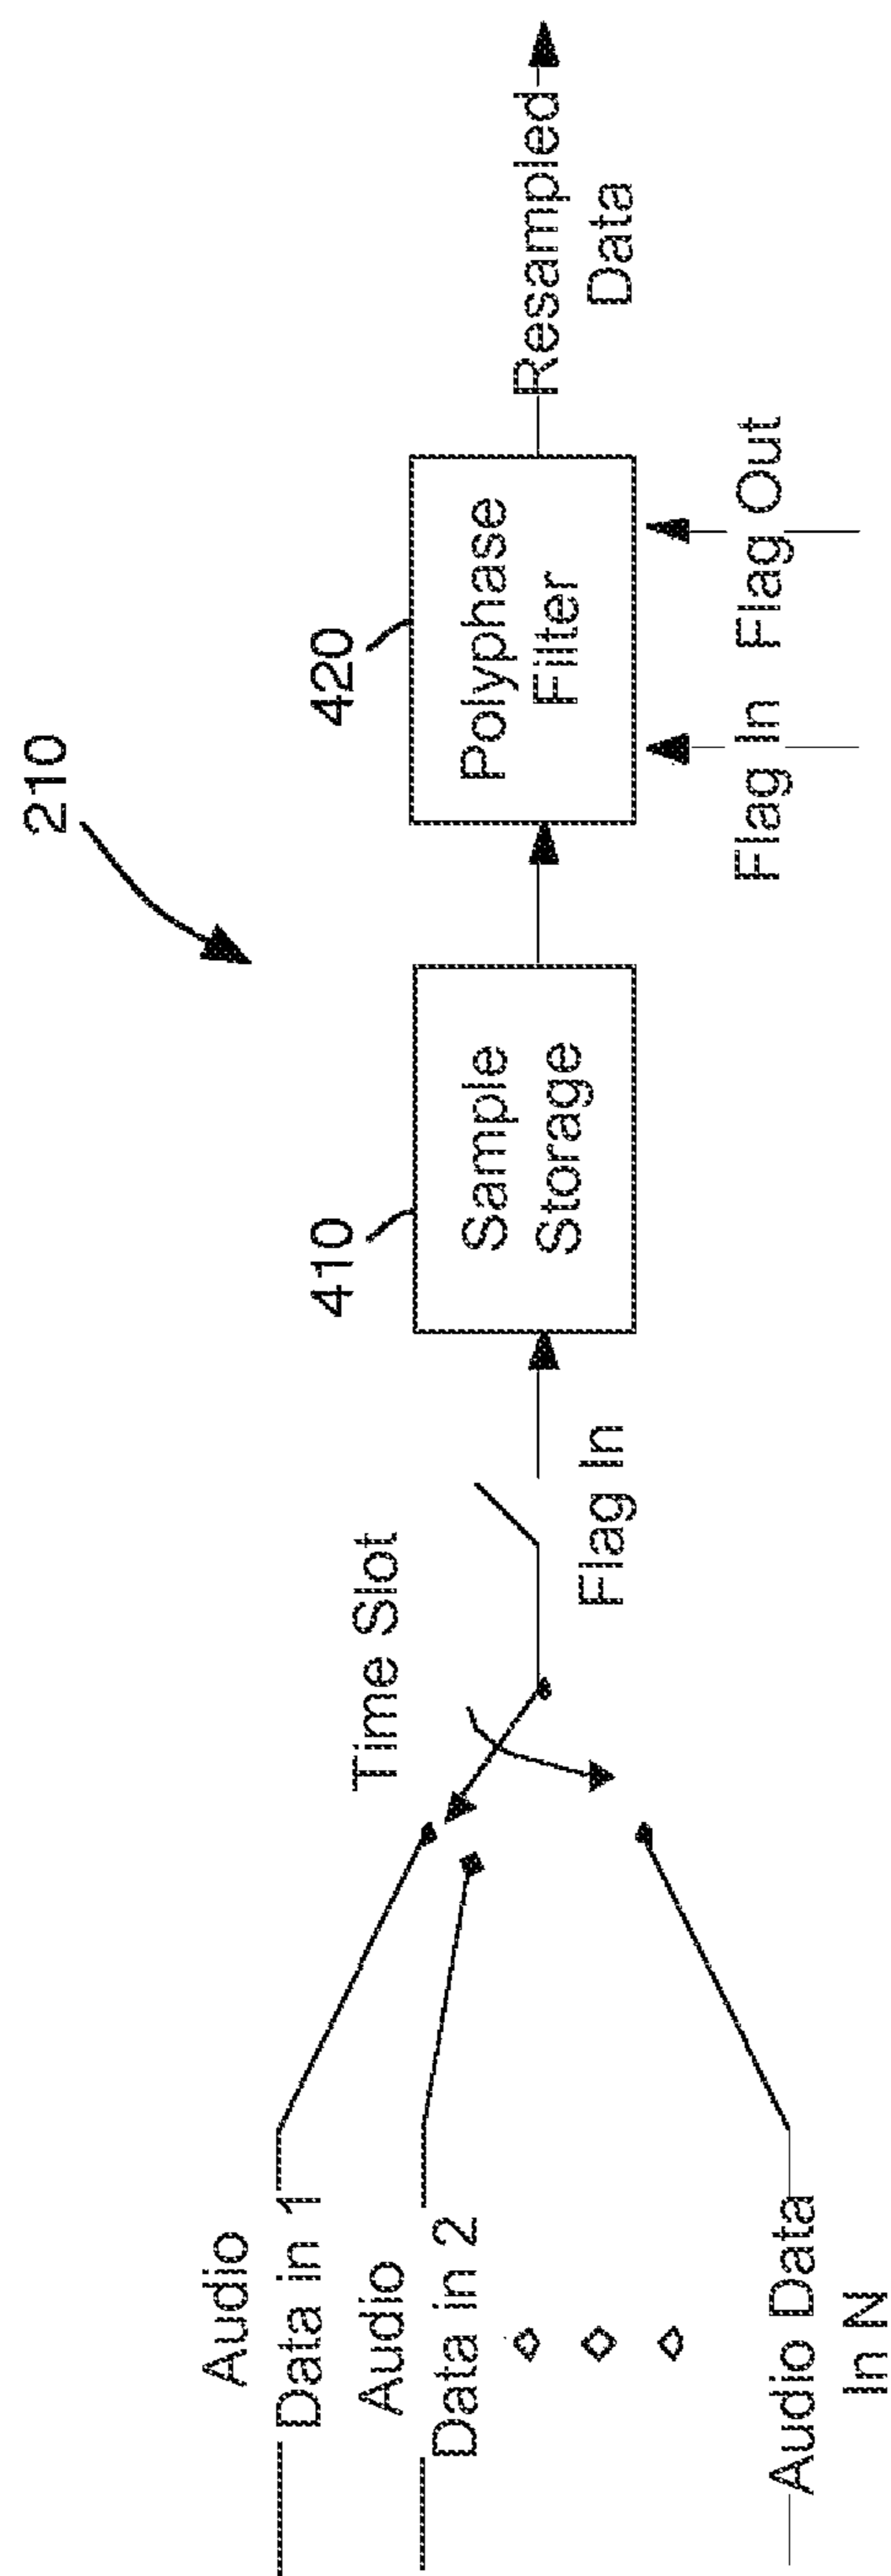 210
Audio
Data in 1
Audio
Data in 2
Audio Data
In N
Time Slot
Flag In
410
Sample
Storage
420
Polyphase
Filter
Flag In
Flag Out
Resampled
Data